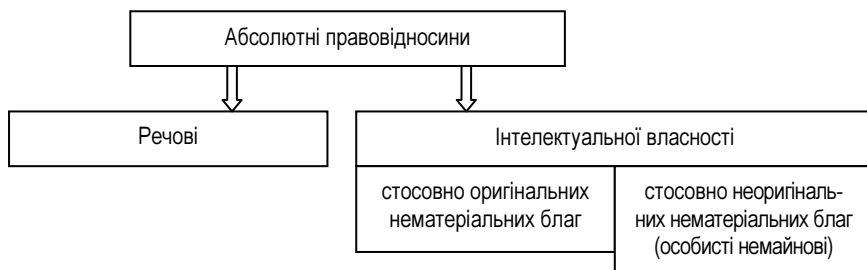 Абсолютні правовідносини
Речові
Інтелектуальної власності
стосовно оригінальних
нематеріальних благ
стосовно неоригіналь-
них нематеріальних благ
(особисті немайнові)